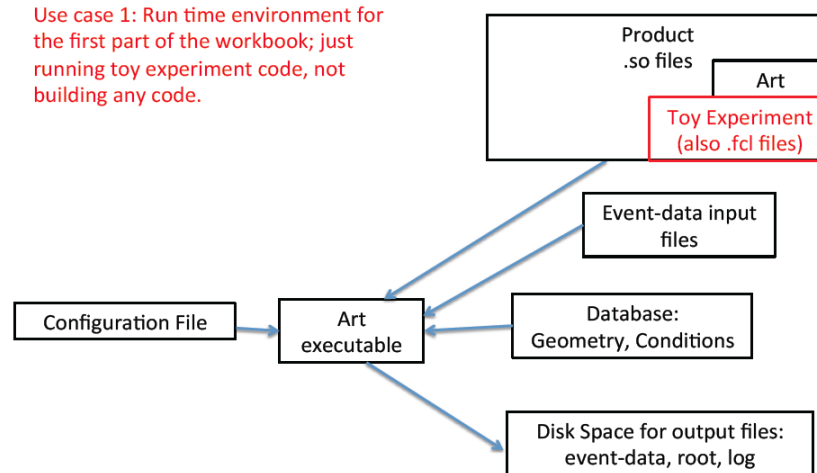 Use case 1: Run time environment for
the first part of the workbook; just
running toy experiment code, not
building any code.
Product
.so files
Art
Toy Experiment
(also .fcl files)
Event-data input
files
Configuration File
Art
executable
Database:
Geometry, Conditions
Disk Space for output files:
event-data, root, log